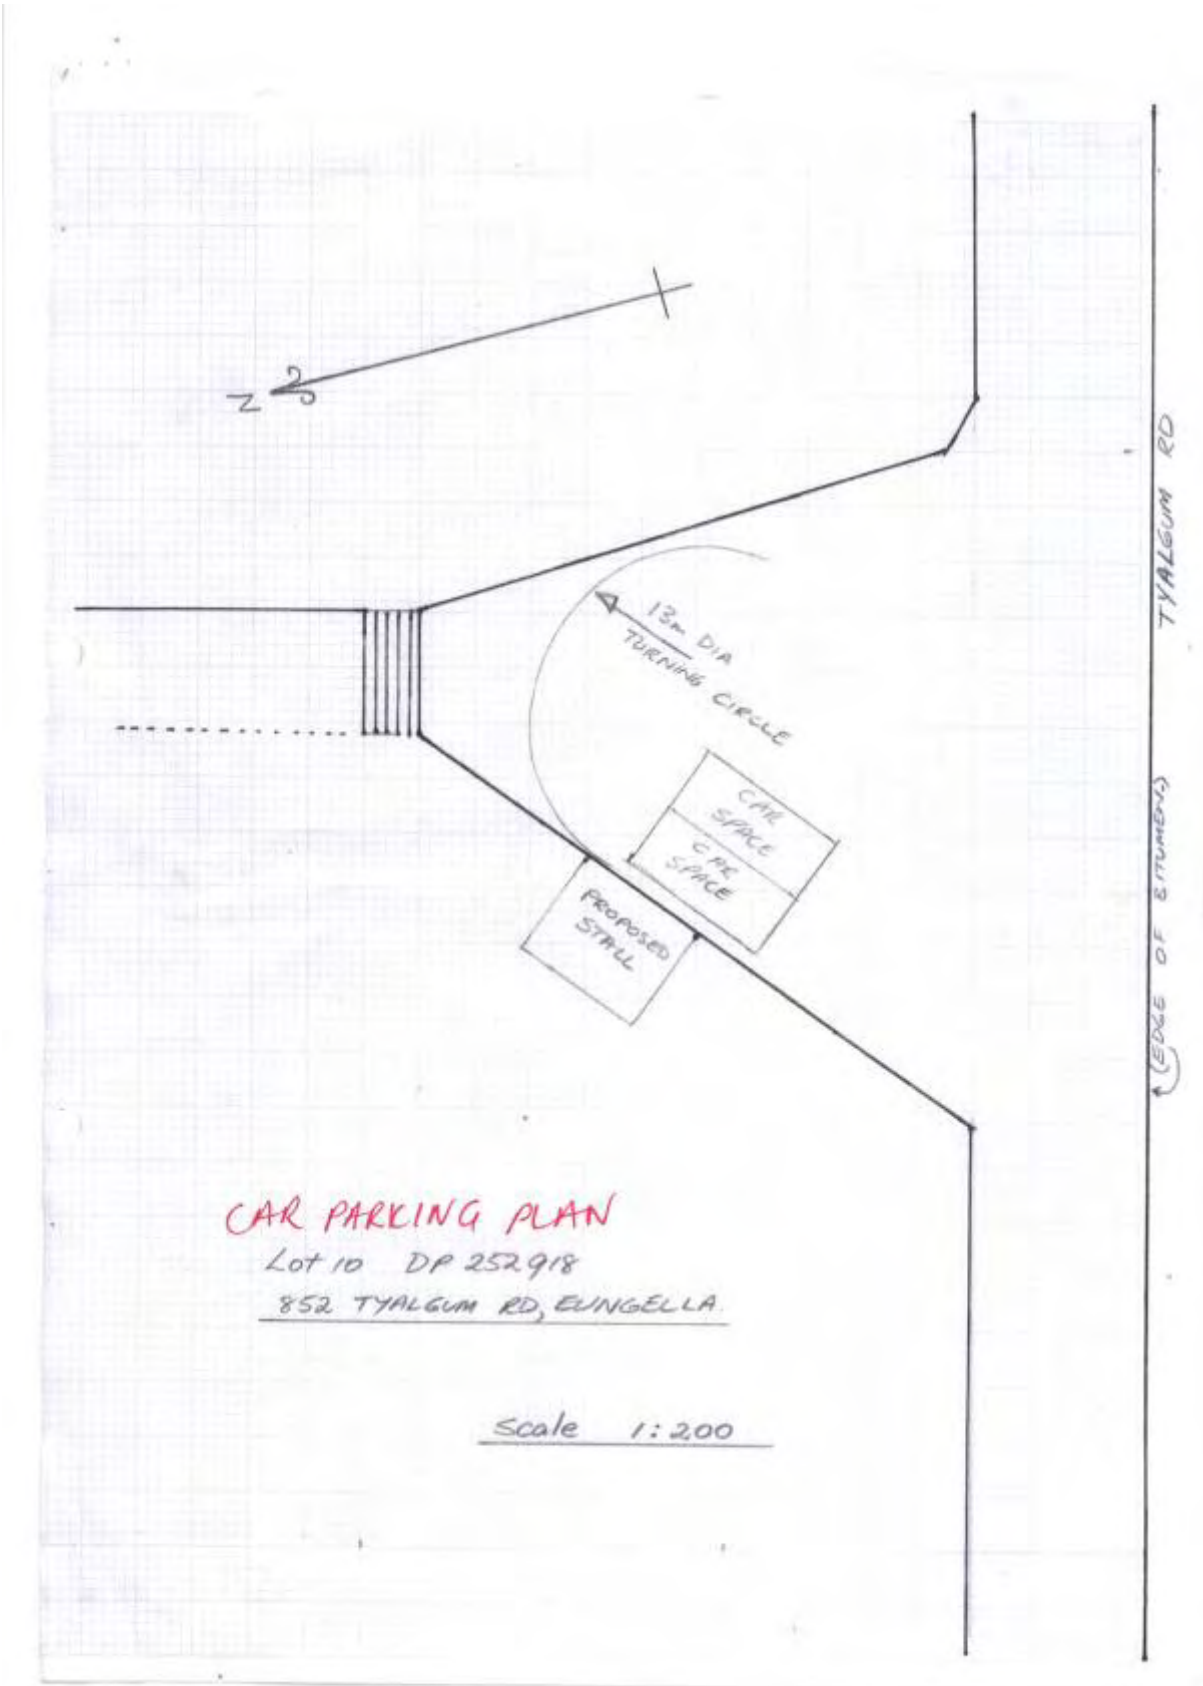 N
TYALGUM RD
13m DIA
TURNING CIRCLE
CAR
SPACE
CAR
SPACE
PROPOSED
STALL
(EDGE OF BITUMEN)
CAR PARKING PLAN
Lot 10 DP 252918
852 TYALGUM RD, EUNGELLA.
Scale 1:200